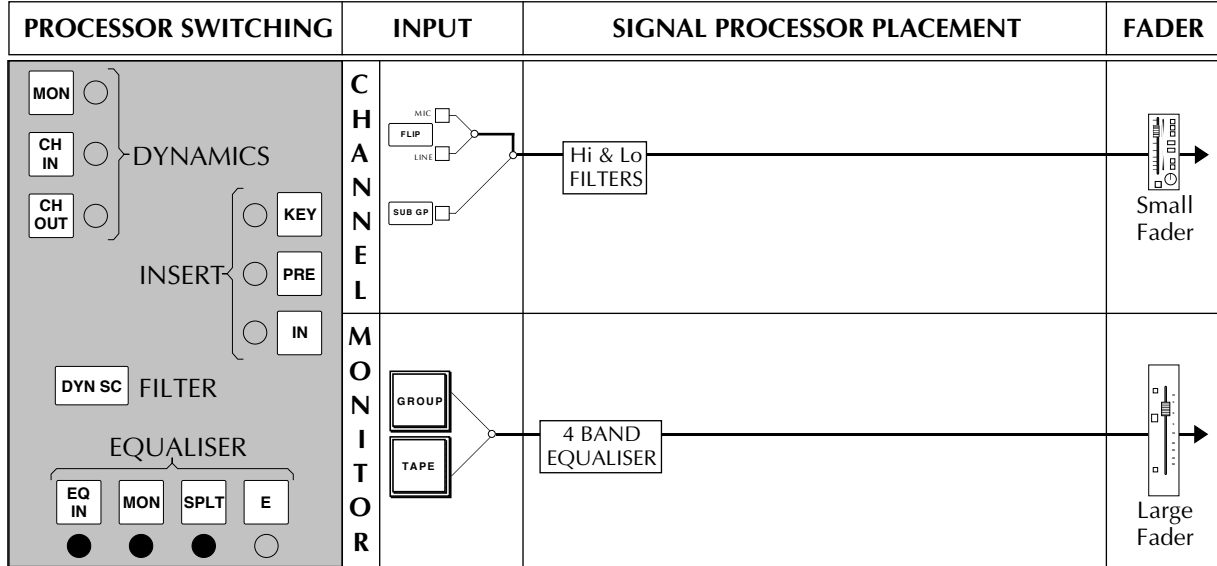 PROCESSOR SWITCHING
INPUT
SIGNAL PROCESSOR PLACEMENT
FADER
MON
CH
IN
CH
OUT
DYNAMICS
KEY
PRE
IN
INSERT
DYN SC
FILTER
EQUALISER
EQ
IN
MON
SPLT
E
CHANNEL
MIC
FLIP
LINE
SUB GP
Hi & Lo
FILTERS
Small
Fader
MONITOR
GROUP
TAPE
4 BAND
EQUALISER
Large
Fader